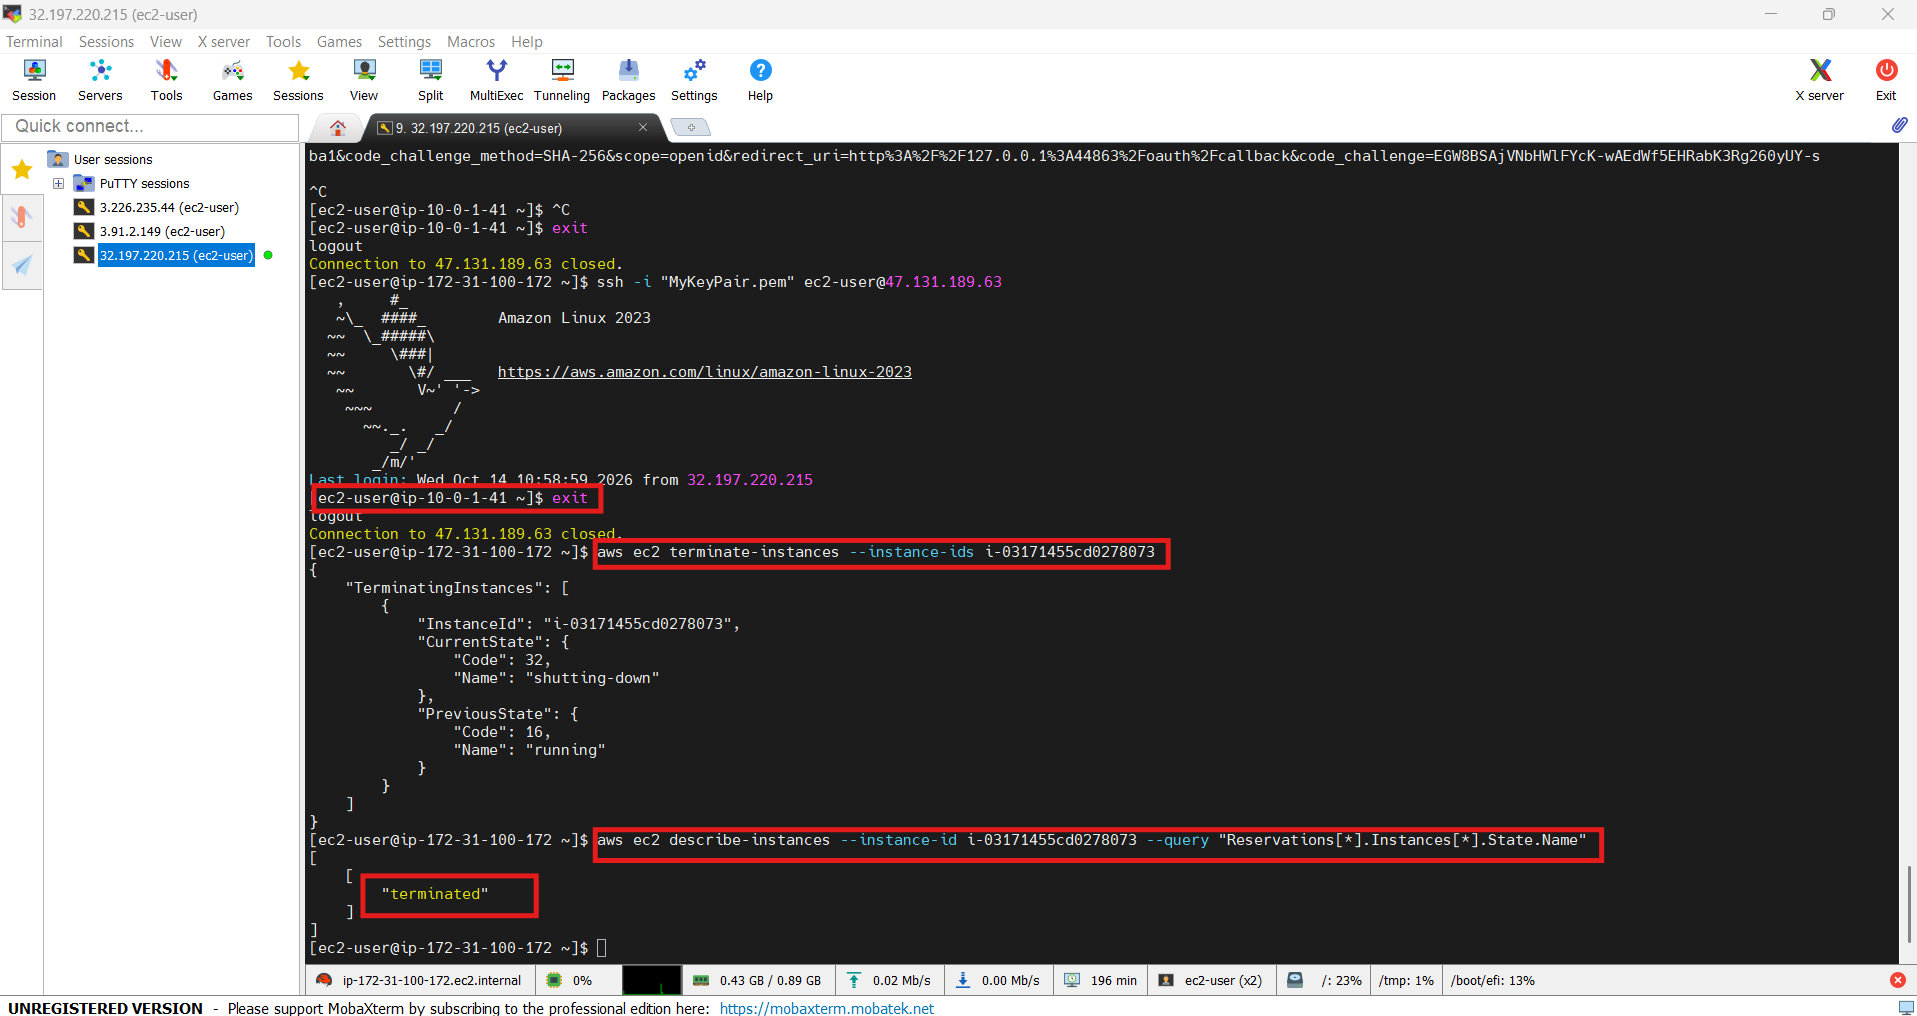 32.197.220.215 (ec2-user)
Terminal Sessions View X server Tools Games Settings Macros Help
Session Servers Tools Games Sessions View Split MultiExec Tunneling Packages Settings Help X server Exit
Quick connect...
9. 32.197.220.215 (ec2-user)
User sessions
PuTTY sessions
3.226.235.44 (ec2-user)
3.91.2.149 (ec2-user)
32.197.220.215 (ec2-user)
ba1&code_challenge_method=SHA-256&scope=openid&redirect_uri=http%3A%2F%2F127.0.0.1%3A44863%2Foauth%2Fcallback&code_challenge=EGW8BSAjVNbHWlFYcK-wAEdWf5EHRabK3Rg260yUY-s
^C
[ec2-user@ip-10-0-1-41 ~]$ ^C
[ec2-user@ip-10-0-1-41 ~]$ exit
logout
Connection to 47.131.189.63 closed.
[ec2-user@ip-172-31-100-172 ~]$ ssh -i "MyKeyPair.pem" ec2-user@47.131.189.63
   ,     #_
   ~\_  ####_        Amazon Linux 2023
  ~~  \_#####\
  ~~     \###|
  ~~       \#/ ___   https://aws.amazon.com/linux/amazon-linux-2023
   ~~       V~' '->
    ~~~         /
      ~~._.   _/
         _/ _/
       _/m/'
Last login: Wed Oct 14 10:58:59 2026 from 32.197.220.215
[ec2-user@ip-10-0-1-41 ~]$ exit
logout
Connection to 47.131.189.63 closed.
[ec2-user@ip-172-31-100-172 ~]$ aws ec2 terminate-instances --instance-ids i-03171455cd0278073
{
    "TerminatingInstances": [
        {
            "InstanceId": "i-03171455cd0278073",
            "CurrentState": {
                "Code": 32,
                "Name": "shutting-down"
            },
            "PreviousState": {
                "Code": 16,
                "Name": "running"
            }
        }
    ]
}
[ec2-user@ip-172-31-100-172 ~]$ aws ec2 describe-instances --instance-id i-03171455cd0278073 --query "Reservations[*].Instances[*].State.Name"
[
    [
        "terminated"
    ]
]
[ec2-user@ip-172-31-100-172 ~]$
ip-172-31-100-172.ec2.internal 0% 0.43 GB / 0.89 GB 0.02 Mb/s 0.00 Mb/s 196 min ec2-user (x2) /: 23% /tmp: 1% /boot/efi: 13%
UNREGISTERED VERSION - Please support MobaXterm by subscribing to the professional edition here: https://mobaxterm.mobatek.net